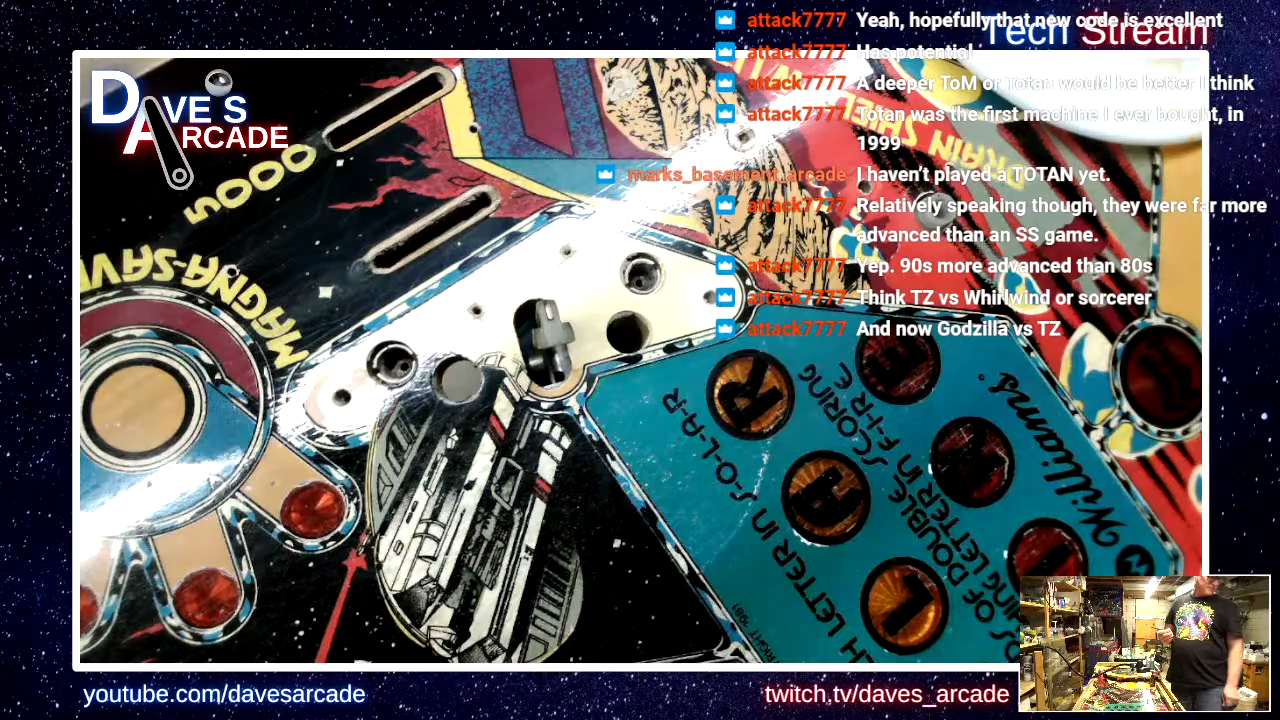 Tech Stream
attack7777 Yeah, hopefully that new code is excellent
attack7777 Has potential
attack7777 A deeper ToM or Totan would be better I think
attack7777 Totan was the first machine I ever bought, in
1999
marks_basement_arcade I haven't played a TOTAN yet.
attack7777 Relatively speaking though, they were far more
advanced than an SS game.
attack7777 Yep. 90s more advanced than 80s
attack7777 Think TZ vs Whirlwind or sorcerer
attack7777 And now Godzilla vs TZ
DAVE'S
ARCADE
5000
MAGNA-SAVE
S-O-L-A-R
LETTER IN
SCORING
F-I-R-E
DOUBLE
LETTER IN
Williams
R
A
L
R
I
youtube.com/davesarcade
twitch.tv/daves_arcade